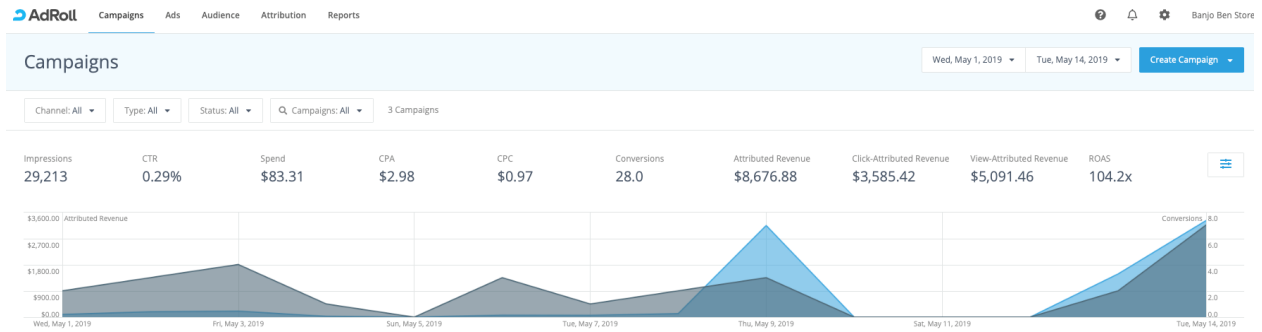 AdRoll Campaigns Ads Audience Attribution Reports Banjo Ben Store
Campaigns Wed, May 1, 2019 Tue, May 14, 2019 Create Campaign
Channel: All Type: All Status: All Campaigns: All 3 Campaigns
Impressions CTR Spend CPA CPC Conversions Attributed Revenue Click-Attributed Revenue View-Attributed Revenue ROAS
29,213 0.29% $83.31 $2.98 $0.97 28.0 $8,676.88 $3,585.42 $5,091.46 104.2x
$3,600.00 Attributed Revenue Conversions 8.0
$2,700.00 6.0
$1,800.00 4.0
$900.00 2.0
$0.00 0.0
Wed, May 1, 2019 Fri, May 3, 2019 Sun, May 5, 2019 Tue, May 7, 2019 Thu, May 9, 2019 Sat, May 11, 2019 Tue, May 14, 2019